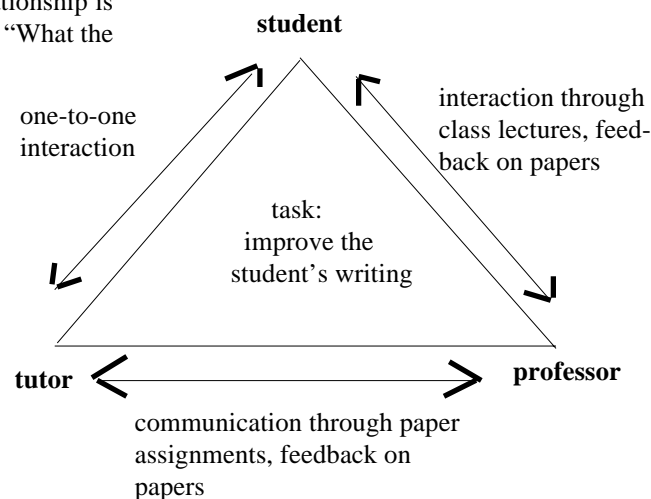 ationship is
“What the
student
one-to-one
interaction
interaction through
class lectures, feed-
back on papers
task:
improve the
student’s writing
tutor
professor
communication through paper
assignments, feedback on
papers